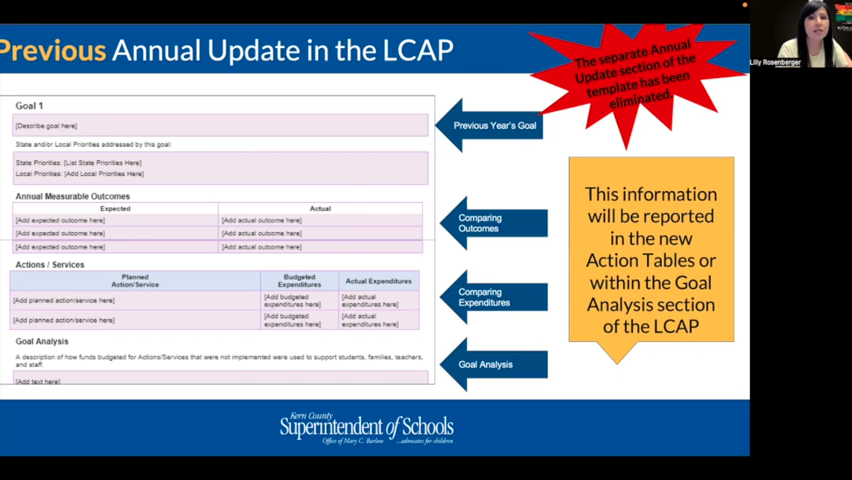 Previous Annual Update in the LCAP
The separate Annual
Update section of the
template has been
eliminated.
Lilly Rosenberger
Goal 1
[Describe goal here]
State and/or Local Priorities addressed by this goal:
State Priorities: [List State Priorities Here]
Local Priorities: [Add Local Priorities Here]
Previous Year's Goal
Annual Measurable Outcomes
Expected Actual
[Add expected outcome here] [Add actual outcome here]
[Add expected outcome here] [Add actual outcome here]
[Add expected outcome here] [Add actual outcome here]
Comparing
Outcomes
Actions / Services
Planned
Action/Service
Budgeted
Expenditures
Actual Expenditures
[Add planned action/service here]
[Add budgeted
expenditures here]
[Add actual
expenditures here]
[Add planned action/service here]
[Add budgeted
expenditures here]
[Add actual
expenditures here]
Comparing
Expenditures
Goal Analysis
A description of how funds budgeted for Actions/Services that were not implemented were used to support students, families, teachers,
and staff.
[Add text here]
Goal Analysis
This information
will be reported
in the new
Action Tables or
within the Goal
Analysis section
of the LCAP
Kern County
Superintendent of Schools
Office of Mary C. Barlow ...advocates for children